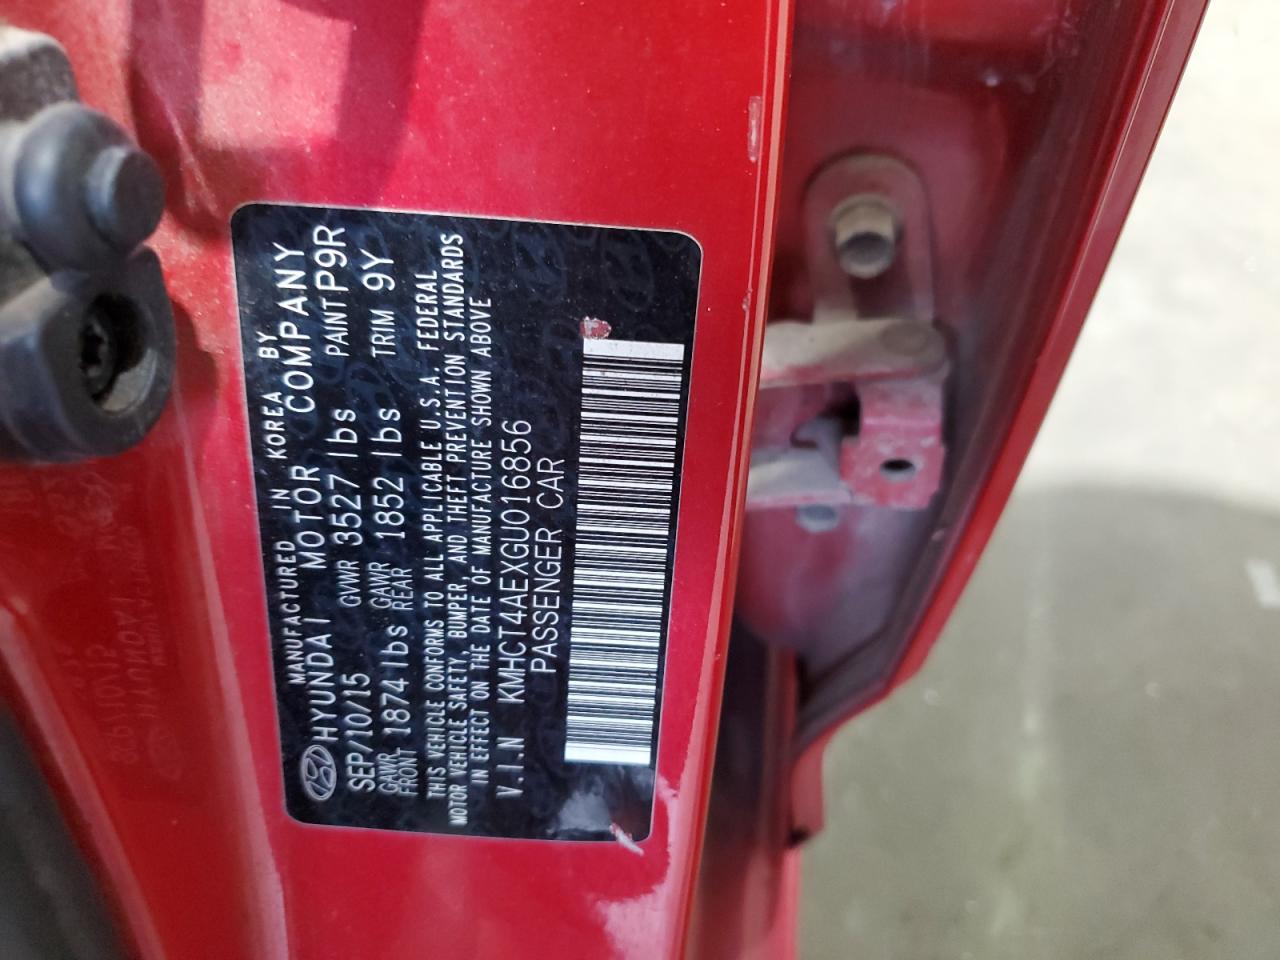 MANUFACTURED IN KOREA BY
HYUNDAI MOTOR COMPANY
SEP/10/15 GVWR 3527 lbs PAINT P9R
GAWR FRONT 1874 lbs GAWR REAR 1852 lbs TRIM 9Y
THIS VEHICLE CONFORMS TO ALL APPLICABLE U.S.A. FEDERAL
MOTOR VEHICLE SAFETY, BUMPER, AND THEFT PREVENTION STANDARDS
IN EFFECT ON THE DATE OF MANUFACTURE SHOWN ABOVE
V.I.N KMHCT4AEXGU016856
PASSENGER CAR